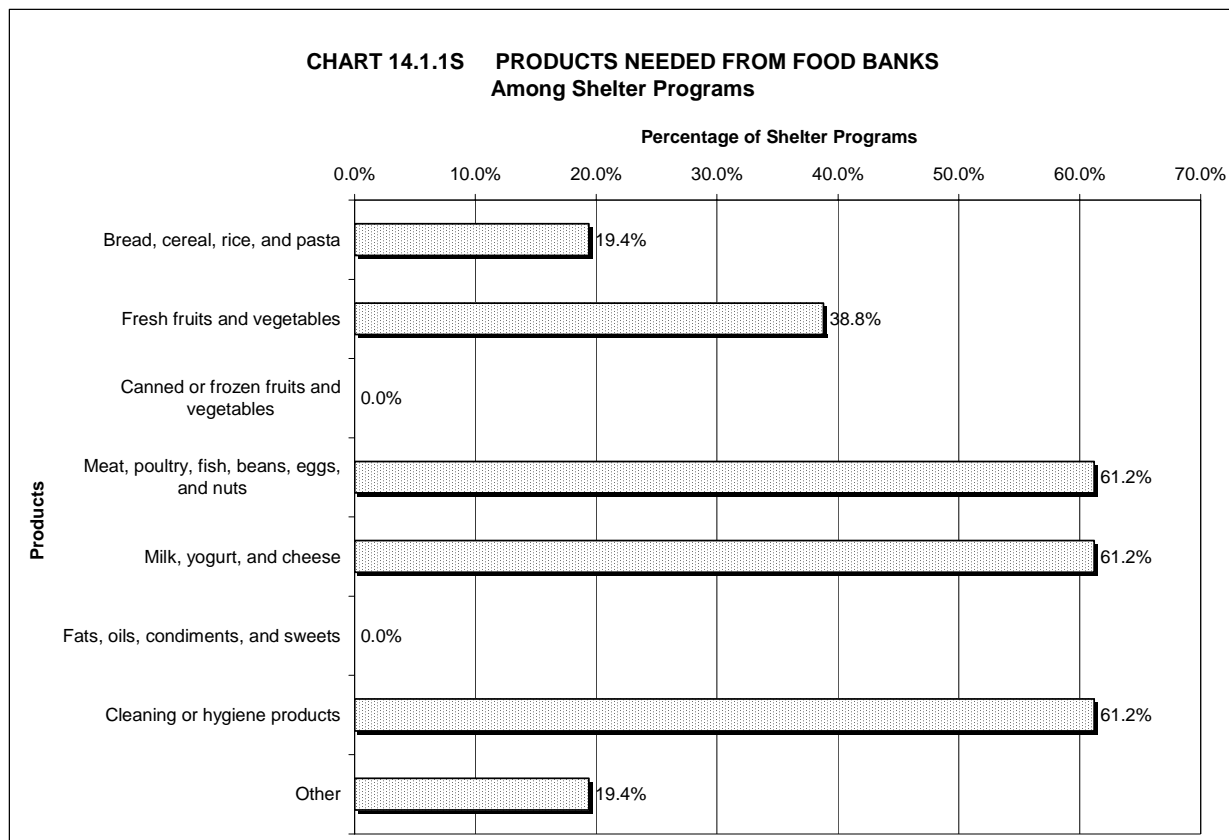 CHART 14.1.1S PRODUCTS NEEDED FROM FOOD BANKS
Among Shelter Programs
Percentage of Shelter Programs
0.0% 10.0% 20.0% 30.0% 40.0% 50.0% 60.0% 70.0%
Products
Bread, cereal, rice, and pasta 19.4%
Fresh fruits and vegetables 38.8%
Canned or frozen fruits and
vegetables 0.0%
Meat, poultry, fish, beans, eggs,
and nuts 61.2%
Milk, yogurt, and cheese 61.2%
Fats, oils, condiments, and sweets 0.0%
Cleaning or hygiene products 61.2%
Other 19.4%